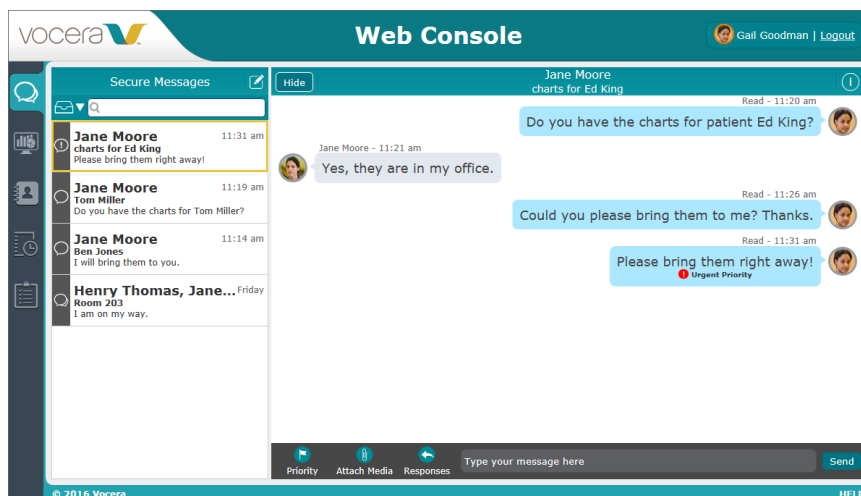 vocera
Web Console
Gail Goodman | Logout
Secure Messages
Hide
Jane Moore
charts for Ed King
Jane Moore
11:31 am
charts for Ed King
Please bring them right away!
Jane Moore
11:19 am
Tom Miller
Do you have the charts for Tom Miller?
Jane Moore
11:14 am
Ben Jones
I will bring them to you.
Henry Thomas, Jane...
Friday
Room 203
I am on my way.
Read - 11:20 am
Do you have the charts for patient Ed King?
Jane Moore - 11:21 am
Yes, they are in my office.
Read - 11:26 am
Could you please bring them to me? Thanks.
Read - 11:31 am
Please bring them right away!
Urgent Priority
Priority
Attach Media
Responses
Type your message here
Send
© 2016 Vocera
HELP